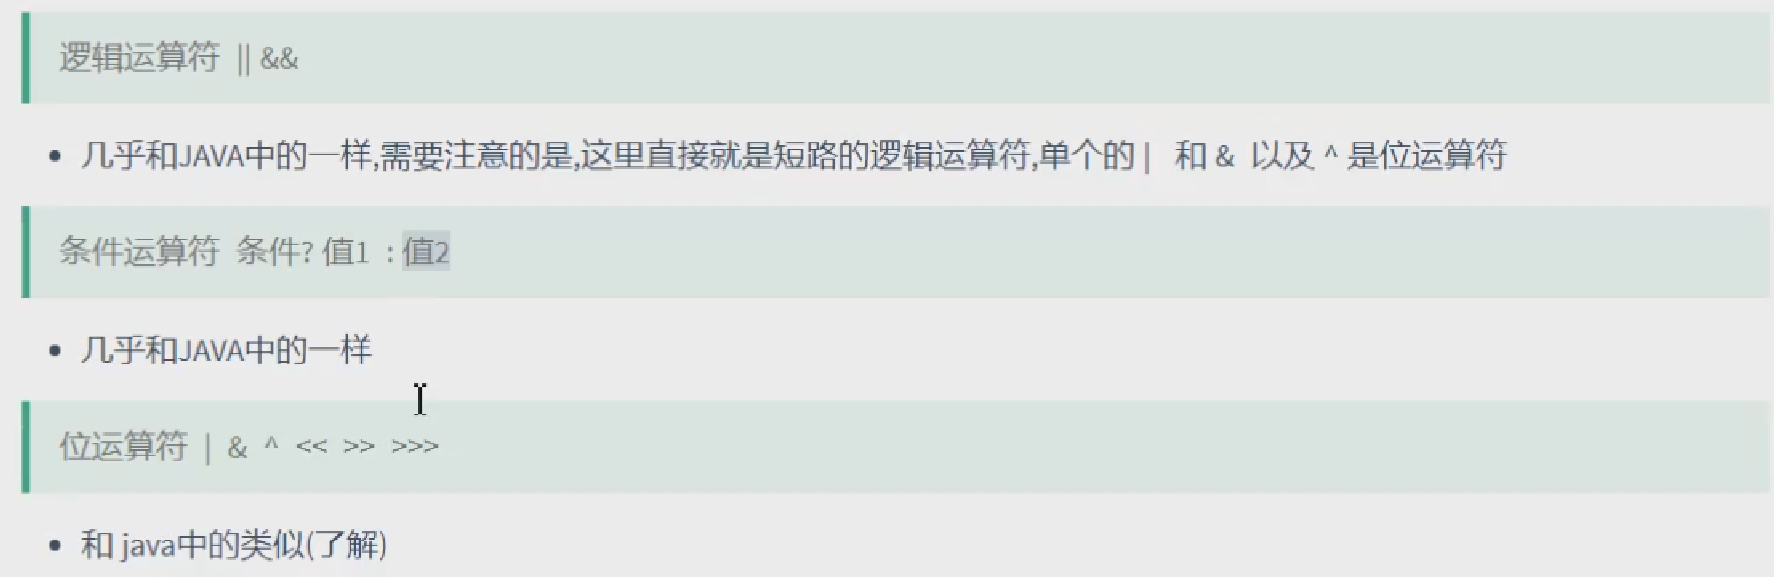 逻辑运算符 || &&
几乎和JAVA中的一样,需要注意的是,这里直接就是短路的逻辑运算符,单个的 | 和 & 以及 ^ 是位运算符
条件运算符 条件? 值1 : 值2
几乎和JAVA中的一样
位运算符 | & ^ << >> >>>
和 java中的类似(了解)